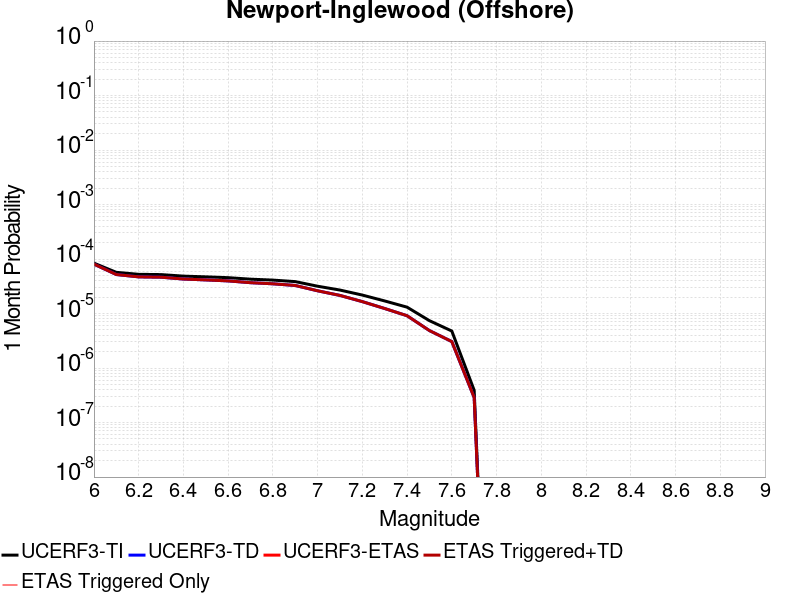 Newport-Inglewood (Offshore)
10^0
10^-1
10^-2
10^-3
10^-4
10^-5
10^-6
10^-7
10^-8
1 Month Probability
6 6.2 6.4 6.6 6.8 7 7.2 7.4 7.6 7.8 8 8.2 8.4 8.6 8.8 9
Magnitude
UCERF3-TI UCERF3-TD UCERF3-ETAS ETAS Triggered+TD
ETAS Triggered Only